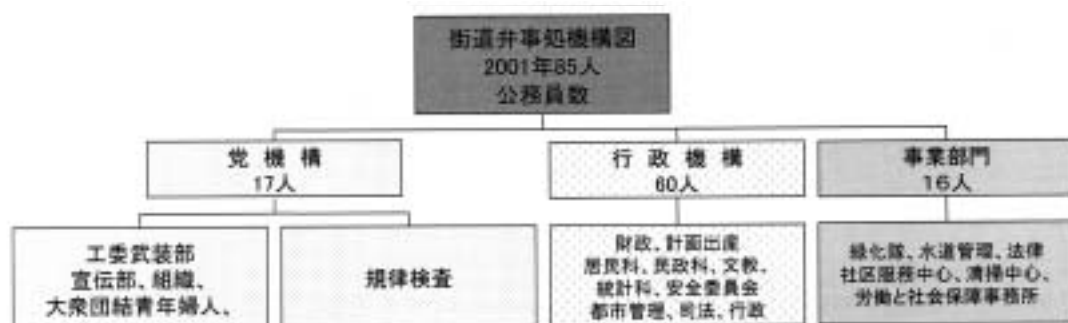 街道弁事処機構図
2001年85人
公務員数
党機構
17人
行政機構
60人
事業部門
16人
工委武装部
宣伝部、組織、
大衆団結青年婦人、
規律検査
財政、計画出産
居民科、民政科、文教、
統計科、安全委員会
都市管理、司法、行政
緑化隊、水道管理、法律
社区服務中心、清掃中心、
労働と社会保障事務所